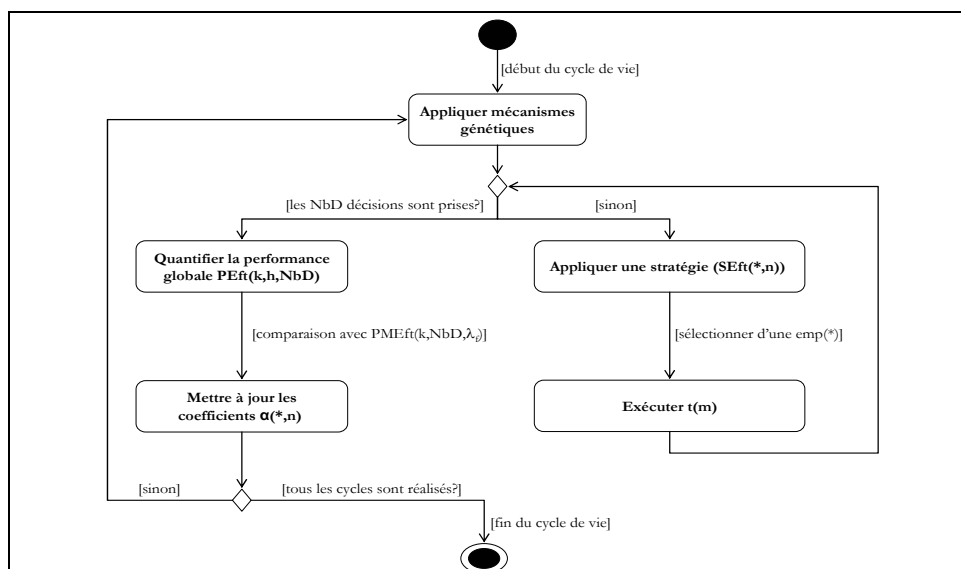 [début du cycle de vie]
Appliquer mécanismes
génétiques
[les NbD décisions sont prises?]
[sinon]
Quantifier la performance
globale PEft(k,h,NbD)
Appliquer une stratégie (SEft(*,n))
[comparaison avec PMEft(k,NbD,λf)]
[sélectionner d'une emp(*)]
Mettre à jour les
coefficients α(*,n)
Exécuter t(m)
[sinon]
[tous les cycles sont réalisés?]
[fin du cycle de vie]